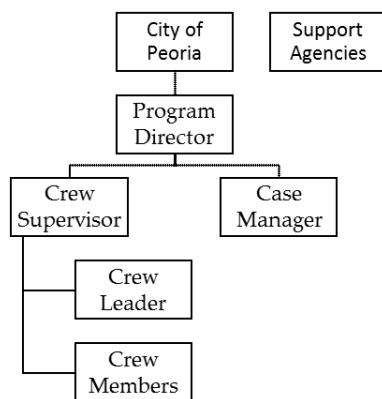 City of
Peoria
Support
Agencies
Program
Director
Crew
Supervisor
Case
Manager
Crew
Leader
Crew
Members